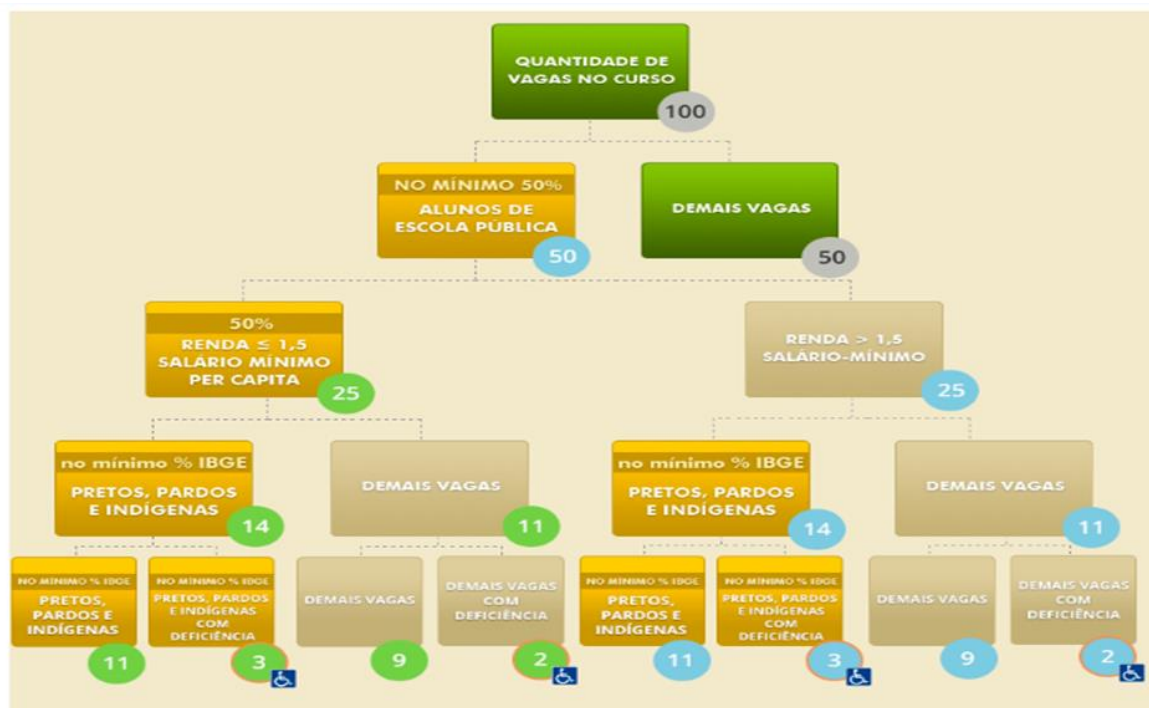 QUANTIDADE DE
VAGAS NO CURSO
100
NO MÍNIMO 50%
ALUNOS DE
ESCOLA PÚBLICA
50
DEMAIS VAGAS
50
50%
RENDA ≤ 1,5
SALÁRIO MÍNIMO
PER CAPITA
25
RENDA > 1,5
SALÁRIO-MÍNIMO
25
no mínimo % IBGE
PRETOS, PARDOS
E INDÍGENAS
14
DEMAIS VAGAS
11
no mínimo % IBGE
PRETOS, PARDOS
E INDÍGENAS
14
DEMAIS VAGAS
11
NO MÍNIMO % IBGE
PRETOS,
PARDOS E
INDÍGENAS
11
NO MÍNIMO % IBGE
PRETOS, PARDOS
E INDÍGENAS
COM
DEFICIÊNCIA
3
DEMAIS VAGAS
9
DEMAIS VAGAS
COM
DEFICIÊNCIA
2
NO MÍNIMO % IBGE
PRETOS,
PARDOS E
INDÍGENAS
11
NO MÍNIMO % IBGE
PRETOS, PARDOS
E INDÍGENAS
COM
DEFICIÊNCIA
3
DEMAIS VAGAS
9
DEMAIS VAGAS
COM
DEFICIÊNCIA
2